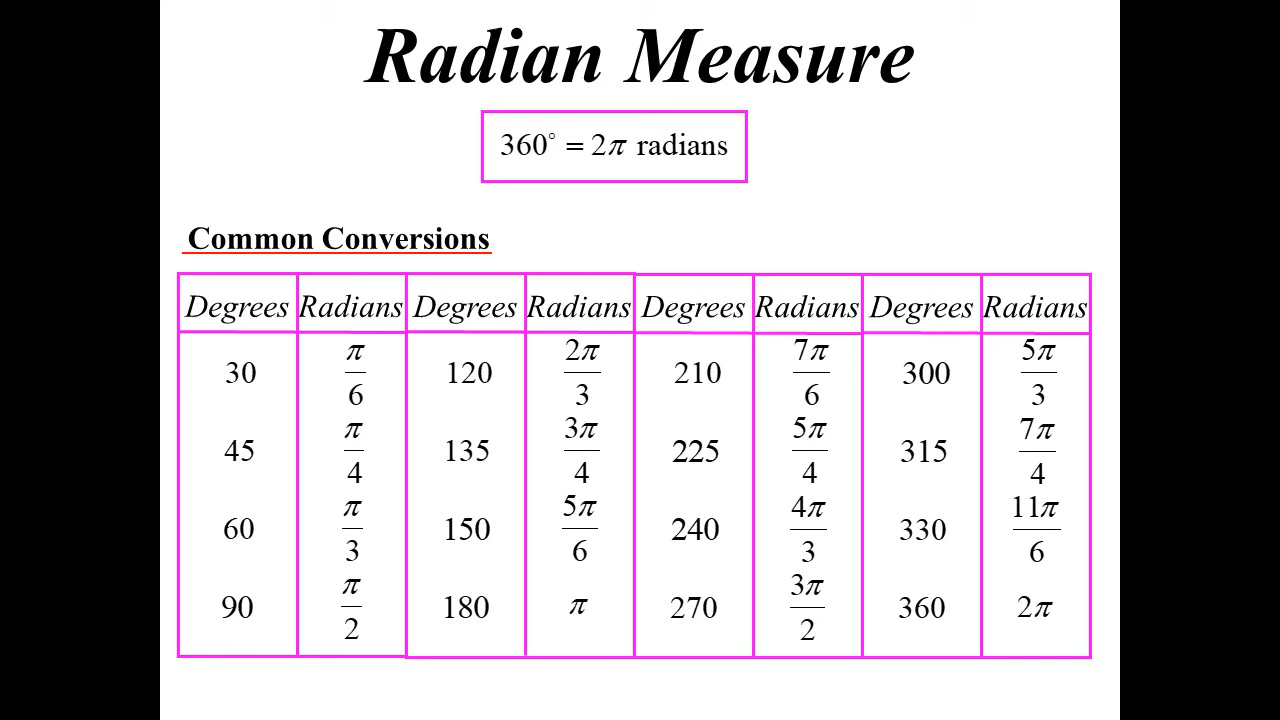 Radian Measure
360° = 2π radians
Common Conversions
Degrees Radians Degrees Radians Degrees Radians Degrees Radians
30 π/6 120 2π/3 210 7π/6 300 5π/3
45 π/4 135 3π/4 225 5π/4 315 7π/4
60 π/3 150 5π/6 240 4π/3 330 11π/6
90 π/2 180 π 270 3π/2 360 2π